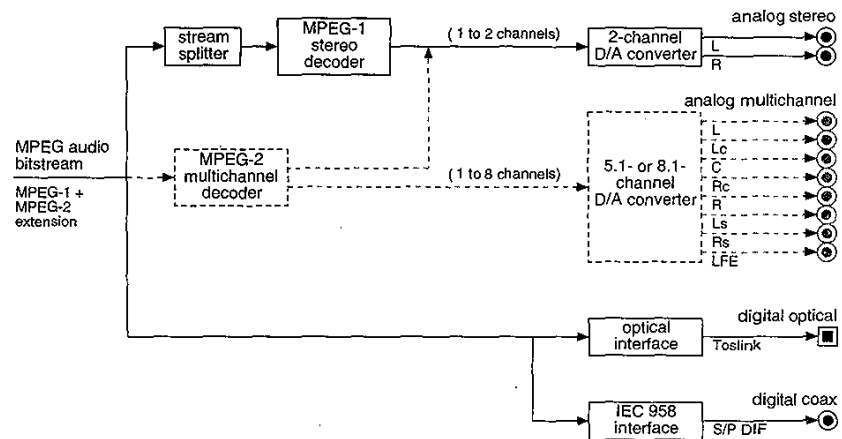 analog stereo
stream
splitter
MPEG-1
stereo
decoder
( 1 to 2 channels)
2-channel
D/A converter
L
R
analog multichannel
MPEG audio
bitstream
MPEG-1 +
MPEG-2
extension
MPEG-2
multichannel
decoder
( 1 to 8 channels)
5.1- or 8.1-
channel
D/A converter
L
Lc
C
Rc
R
Ls
Rs
LFE
digital optical
optical
interface
Toslink
digital coax
IEC 958
interface
S/P DIF